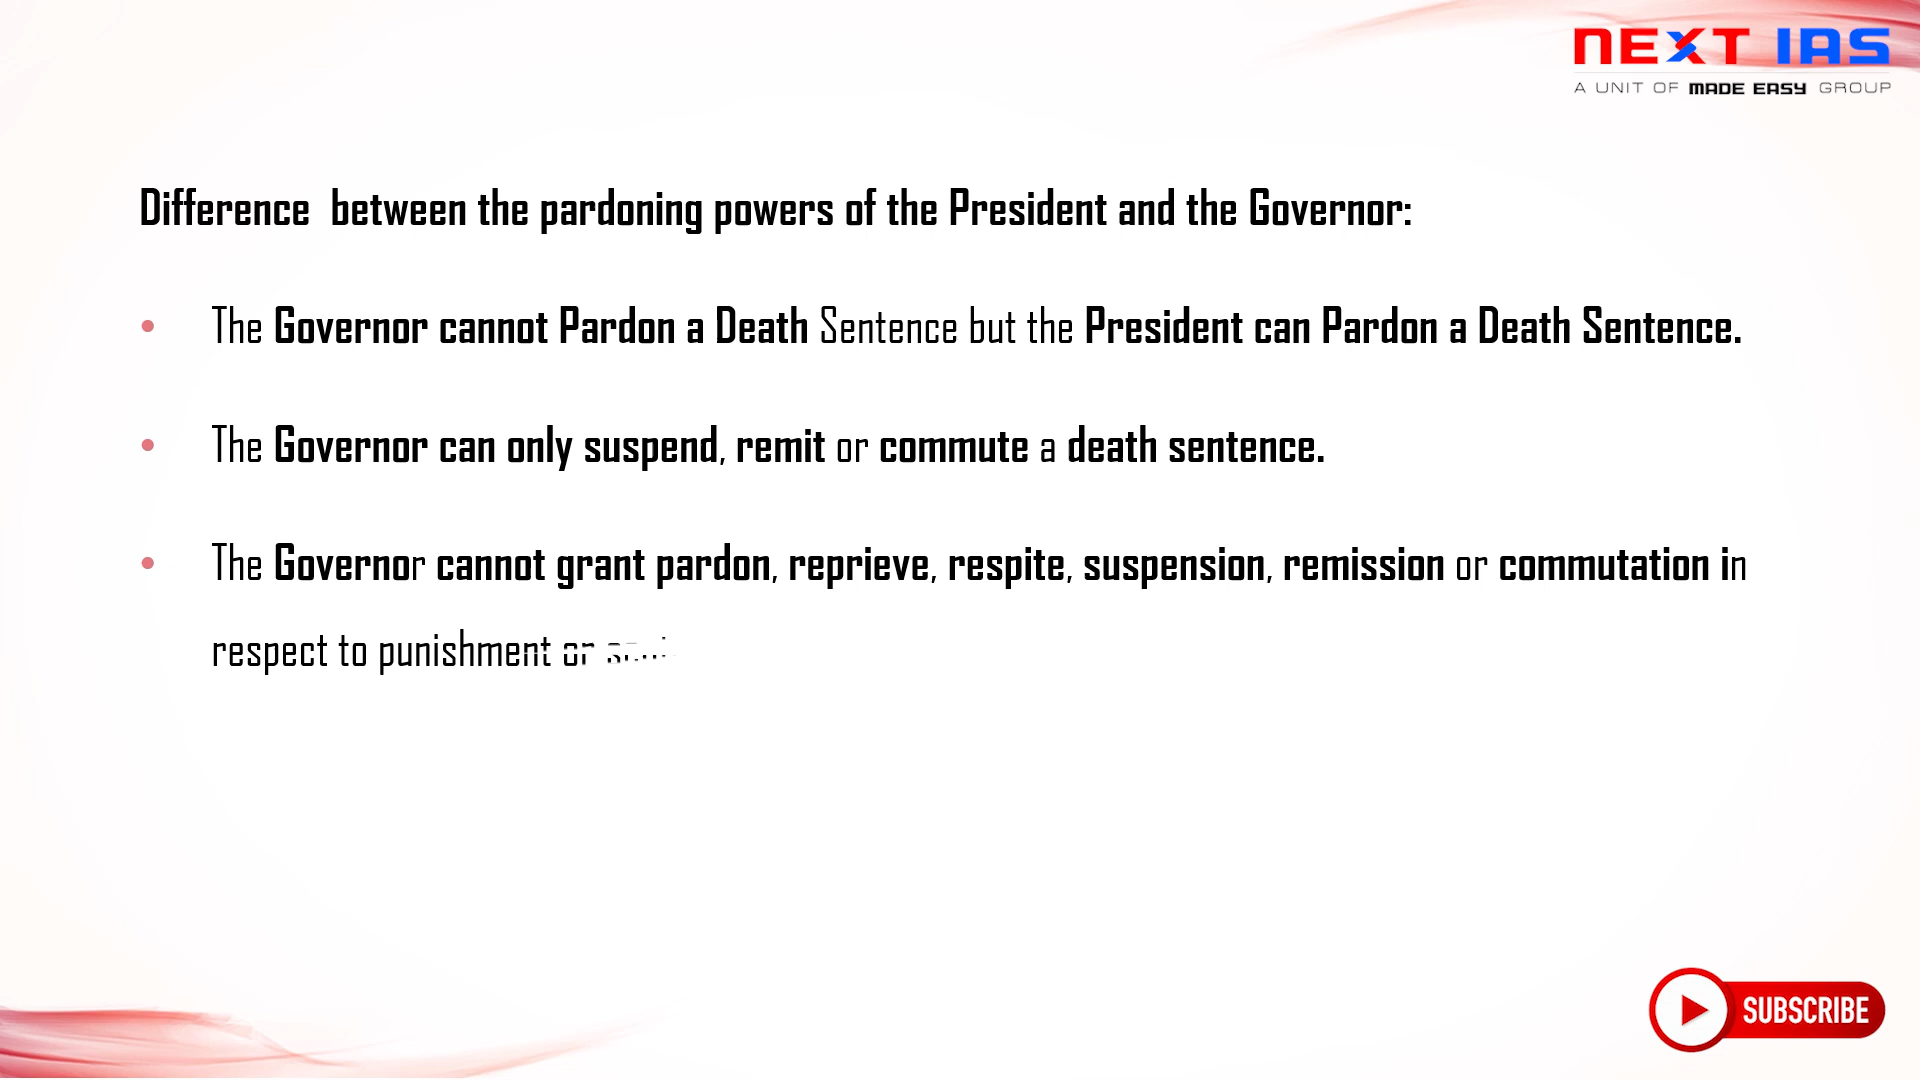 NEXT IAS
A UNIT OF MADE EASY GROUP
Difference between the pardoning powers of the President and the Governor:
• The Governor cannot Pardon a Death Sentence but the President can Pardon a Death Sentence.
• The Governor can only suspend, remit or commute a death sentence.
• The Governor cannot grant pardon, reprieve, respite, suspension, remission or commutation in
respect to punishment or
SUBSCRIBE